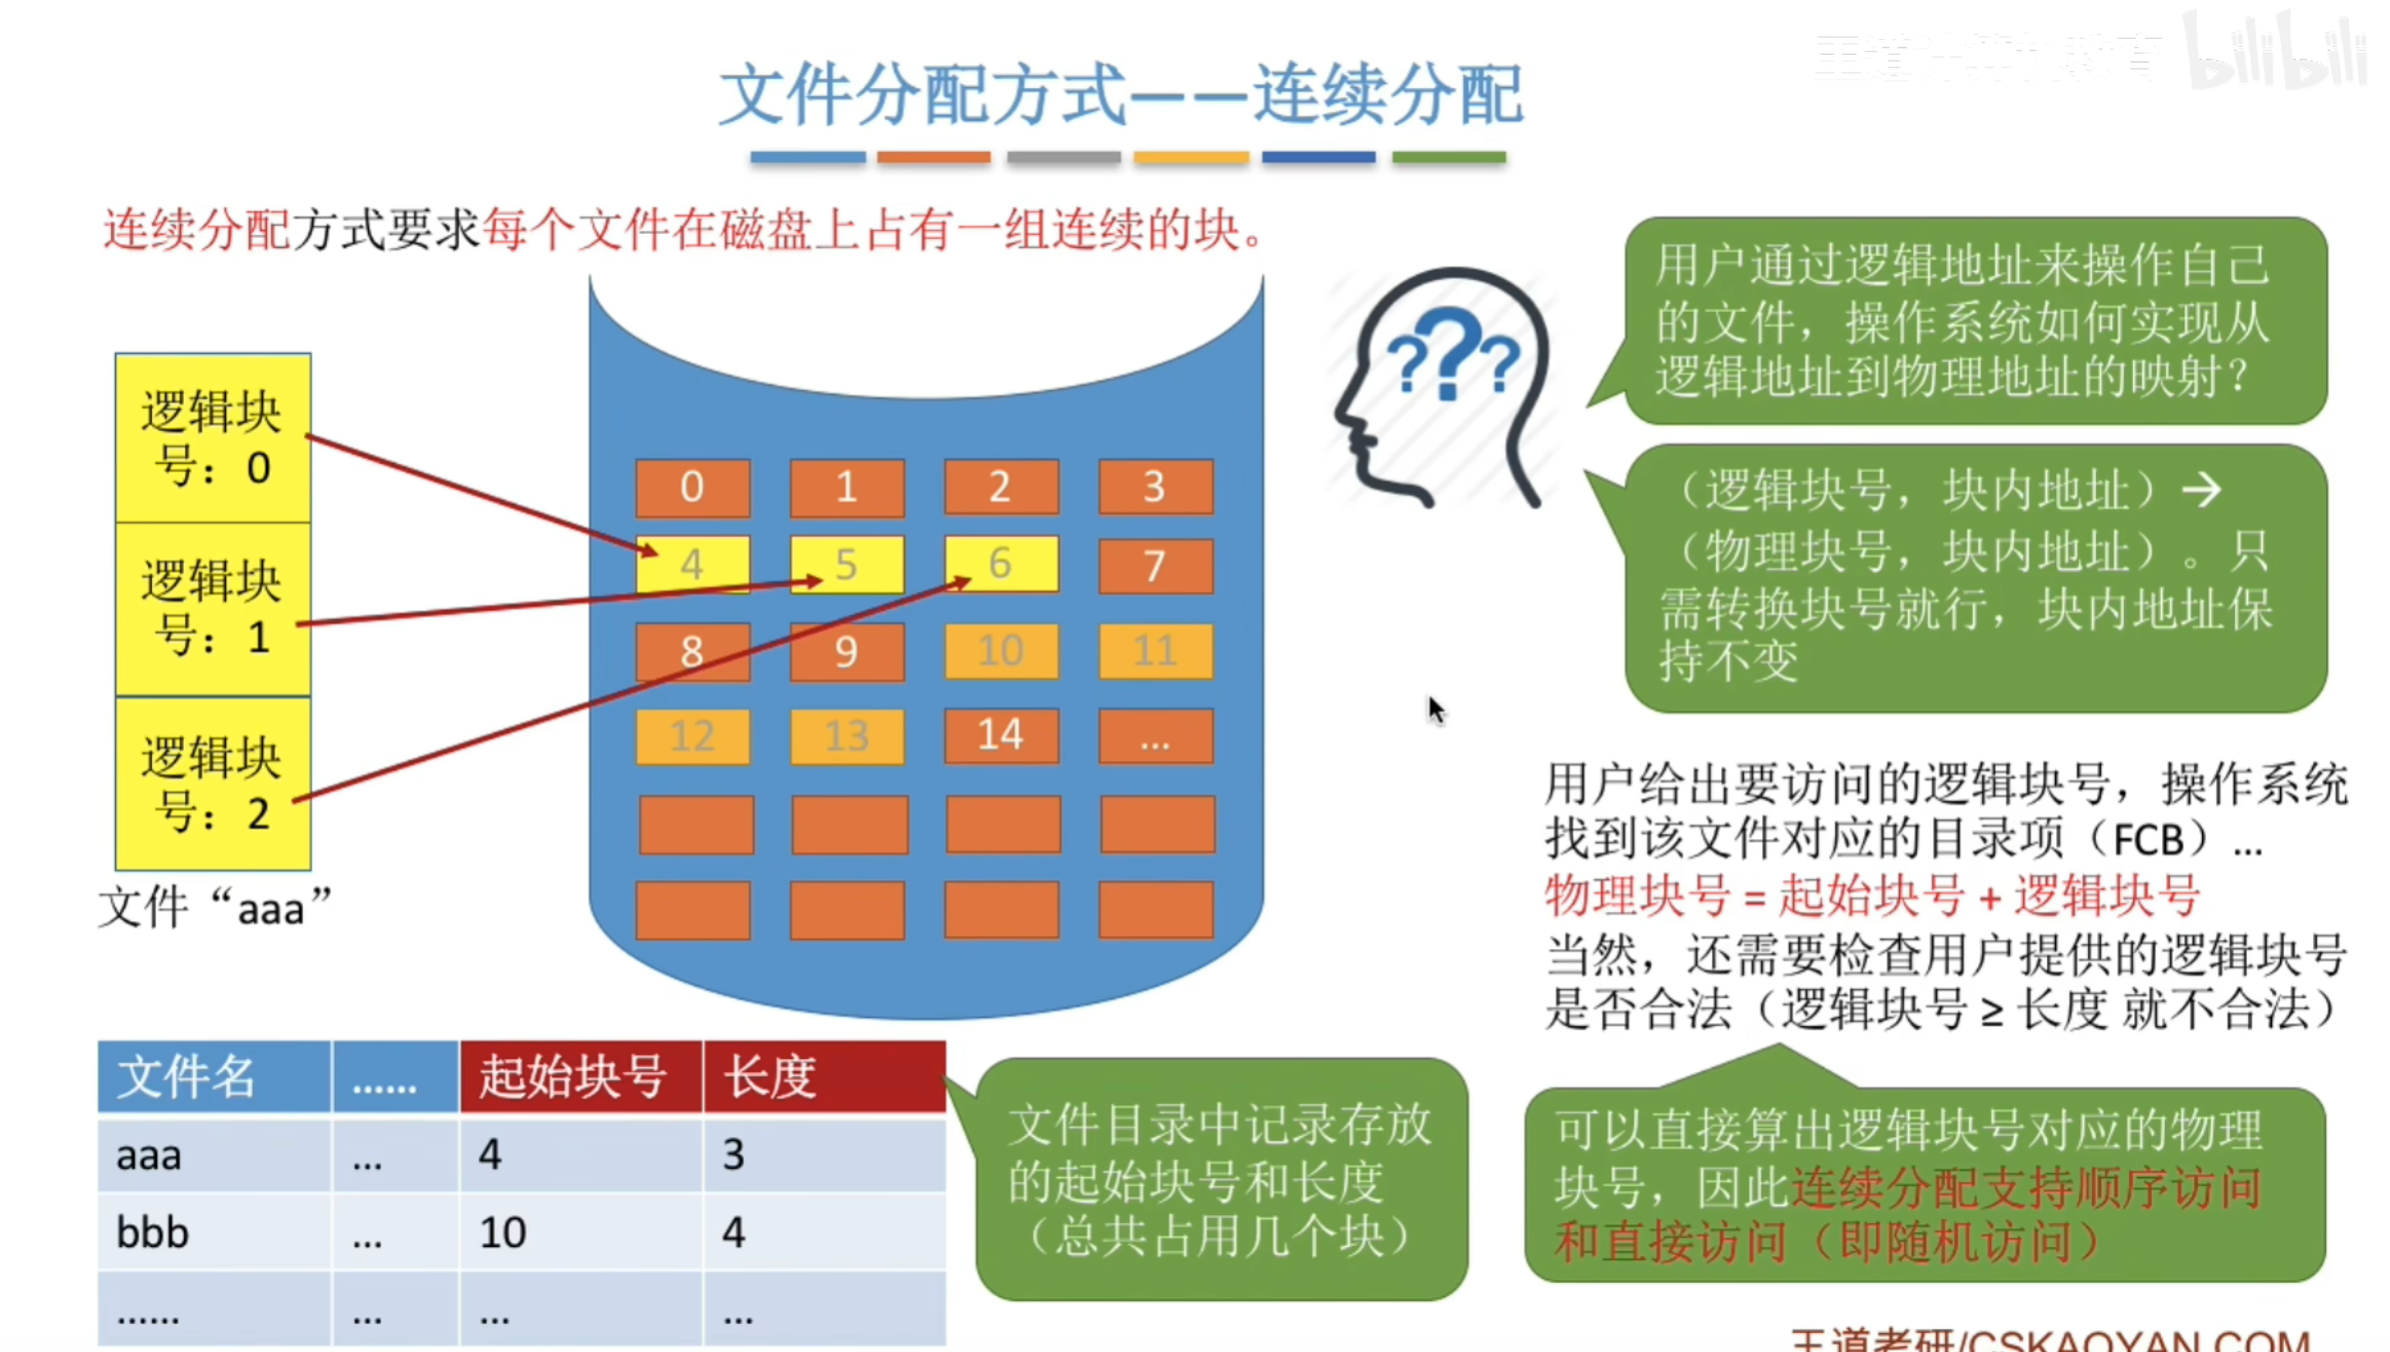 bilibili
文件分配方式——连续分配
连续分配方式要求每个文件在磁盘上占有一组连续的块。
逻辑块
号：0
逻辑块
号：1
逻辑块
号：2
文件“aaa”
0 1 2 3
4 5 6 7
8 9 10 11
12 13 14 ...
???
用户通过逻辑地址来操作自己
的文件，操作系统如何实现从
逻辑地址到物理地址的映射？
（逻辑块号，块内地址）→
（物理块号，块内地址）。只
需转换块号就行，块内地址保
持不变
用户给出要访问的逻辑块号，操作系统
找到该文件对应的目录项（FCB）...
物理块号 = 起始块号 + 逻辑块号
当然，还需要检查用户提供的逻辑块号
是否合法（逻辑块号 ≥ 长度 就不合法）
可以直接算出逻辑块号对应的物理
块号，因此连续分配支持顺序访问
和直接访问（即随机访问）
文件名 …… 起始块号 长度
aaa ... 4 3
bbb ... 10 4
…… ... ... ...
文件目录中记录存放
的起始块号和长度
（总共占用几个块）
王道考研/CSKAOYAN.COM